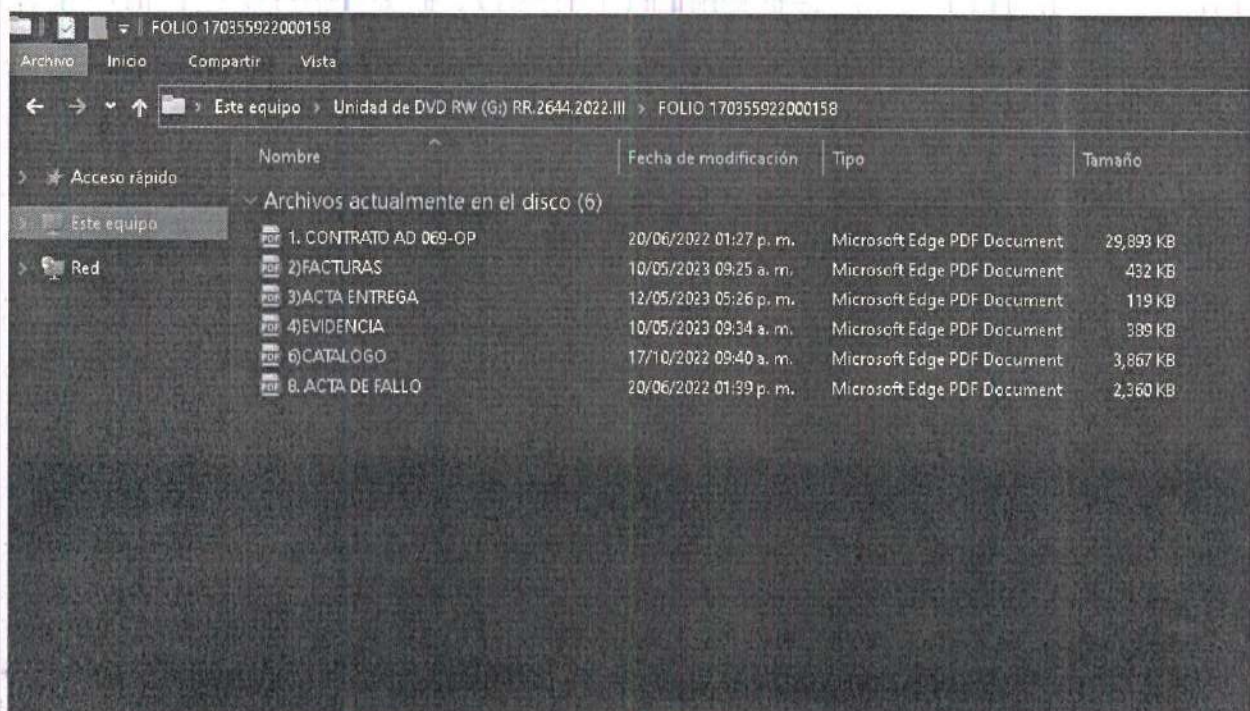 FOLIO 170355922000158
Archivo Inicio Compartir Vista
Este equipo > Unidad de DVD RW (G:) RR.2644.2022.III > FOLIO 170355922000158
Nombre Fecha de modificación Tipo Tamaño
Acceso rápido
Este equipo
Red
Archivos actualmente en el disco (6)
1. CONTRATO AD 069-OP 20/06/2022 01:27 p. m. Microsoft Edge PDF Document 29,893 KB
2)FACTURAS 10/05/2023 09:25 a. m. Microsoft Edge PDF Document 432 KB
3)ACTA ENTREGA 12/05/2023 05:26 p. m. Microsoft Edge PDF Document 119 KB
4)EVIDENCIA 10/05/2023 09:34 a. m. Microsoft Edge PDF Document 389 KB
6)CATALOGO 17/10/2022 09:40 a. m. Microsoft Edge PDF Document 3,867 KB
8. ACTA DE FALLO 20/06/2022 01:39 p. m. Microsoft Edge PDF Document 2,360 KB